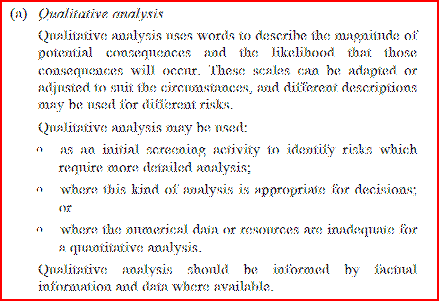 (a) Qualitative analysis
Qualitative analysis uses words to describe the magnitude of
potential consequences and the likelihood that those
consequences will occur. These scales can be adapted or
adjusted to suit the circumstances, and different descriptions
may be used for different risks.
Qualitative analysis may be used:
o as an initial screening activity to identify risks which
require more detailed analysis;
o where this kind of analysis is appropriate for decisions;
or
o where the numerical data or resources are inadequate for
a quantitative analysis.
Qualitative analysis should be informed by factual
information and data where available.